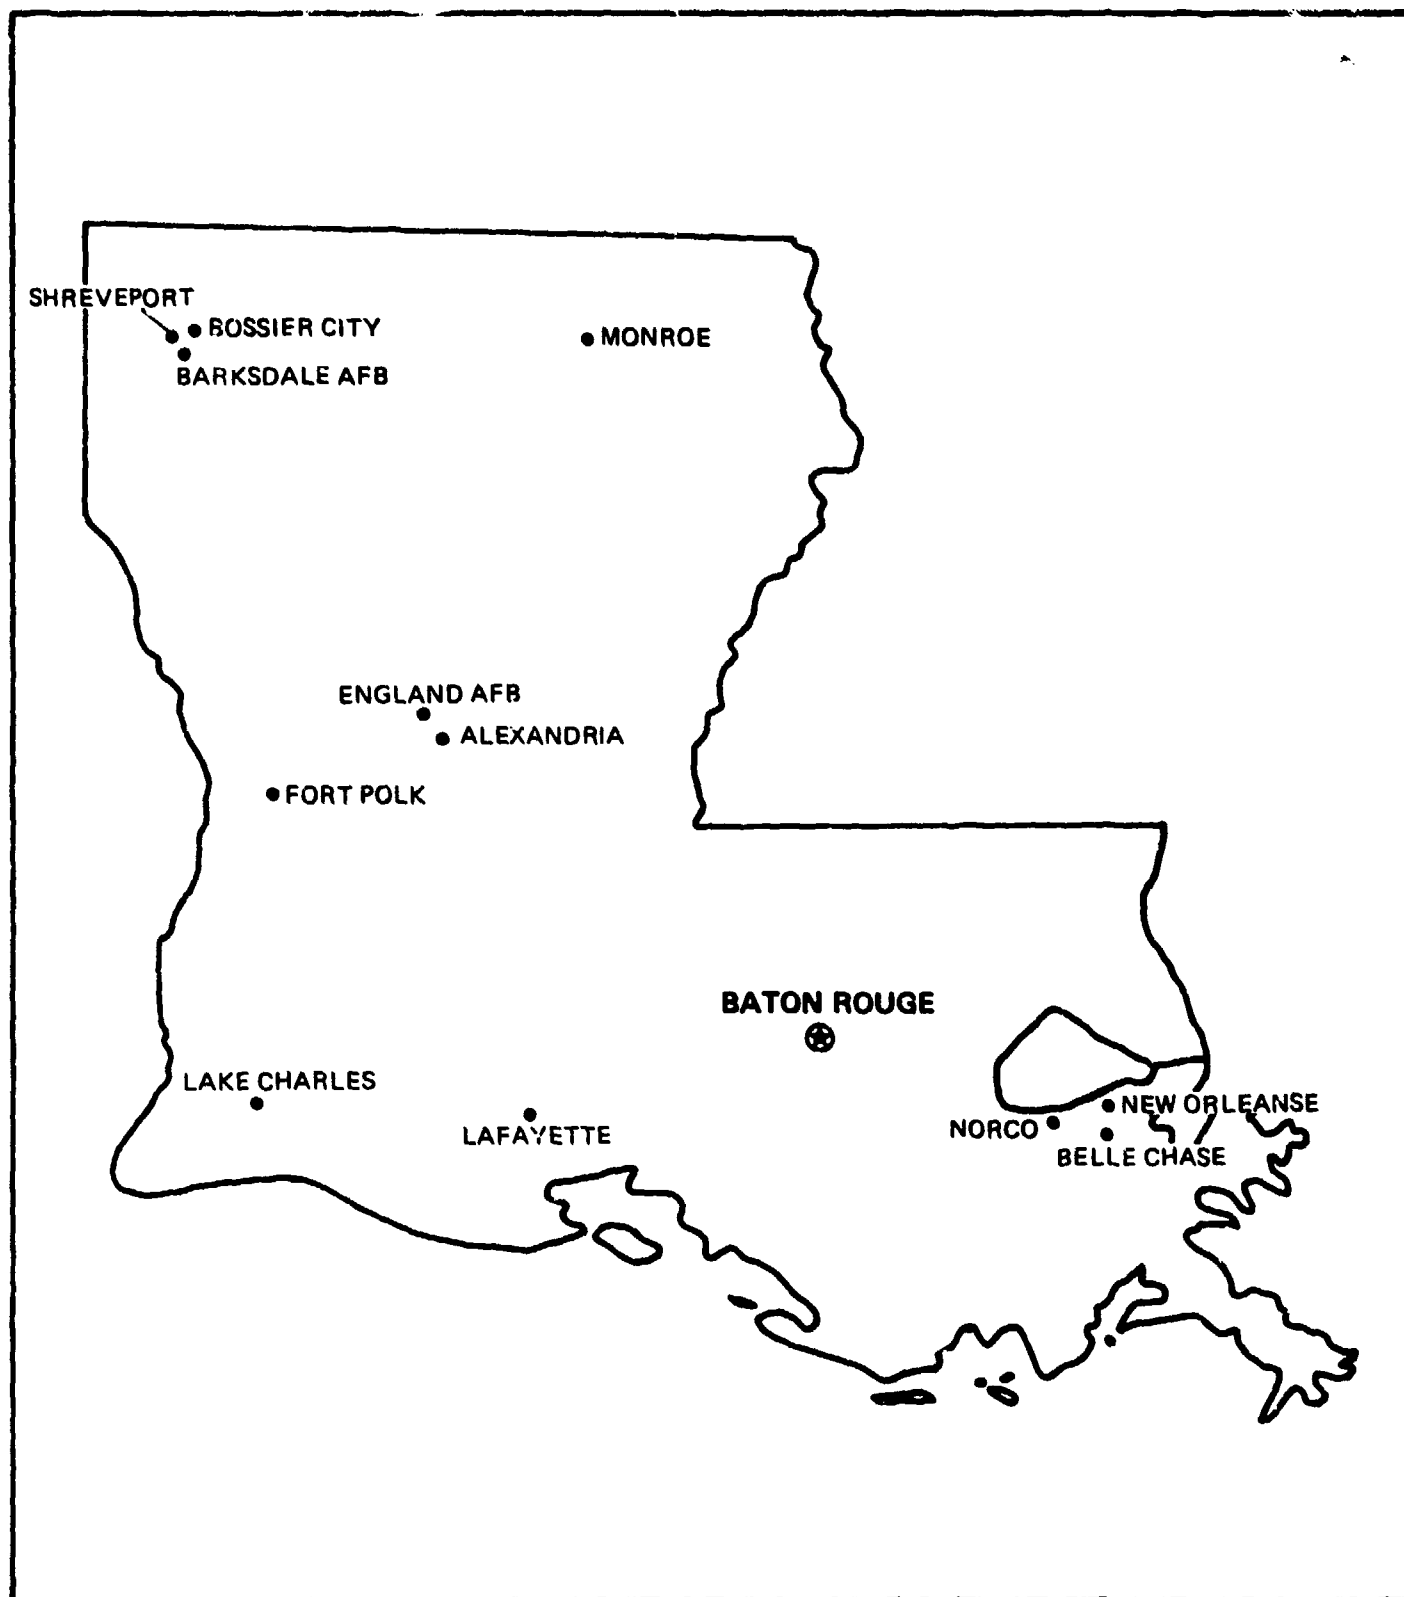 SHREVEPORT
BOSSIER CITY
MONROE
BARKSDALE AFB
ENGLAND AFB
ALEXANDRIA
FORT POLK
BATON ROUGE
LAKE CHARLES
NEW ORLEANSE
NORCO
LAFAYETTE
BELLE CHASE